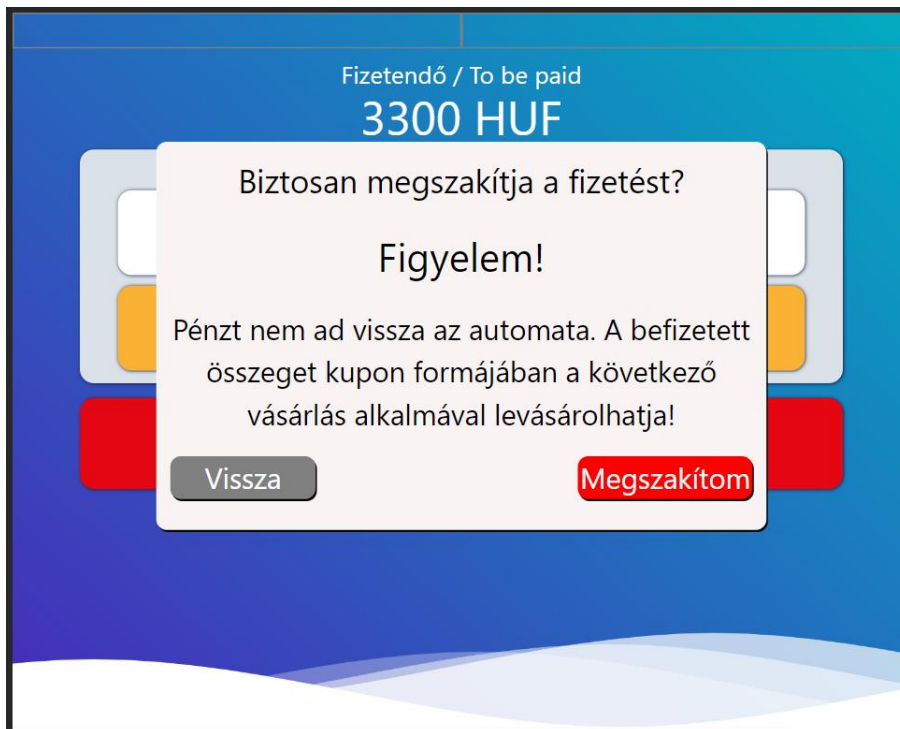 Fizetendő / To be paid
3300 HUF
Biztosan megszakítja a fizetést?
Figyelem!
Pénzt nem ad vissza az automata. A befizetett
összeget kupon formájában a következő
vásárlás alkalmával levásárolhatja!
Vissza
Megszakítom